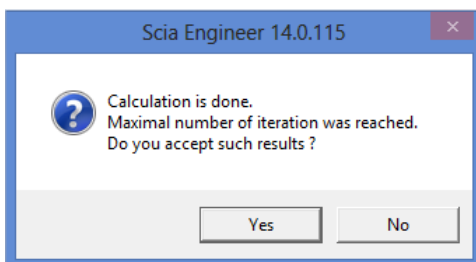 Scia Engineer 14.0.115
Calculation is done.
Maximal number of iteration was reached.
Do you accept such results ?
Yes
No